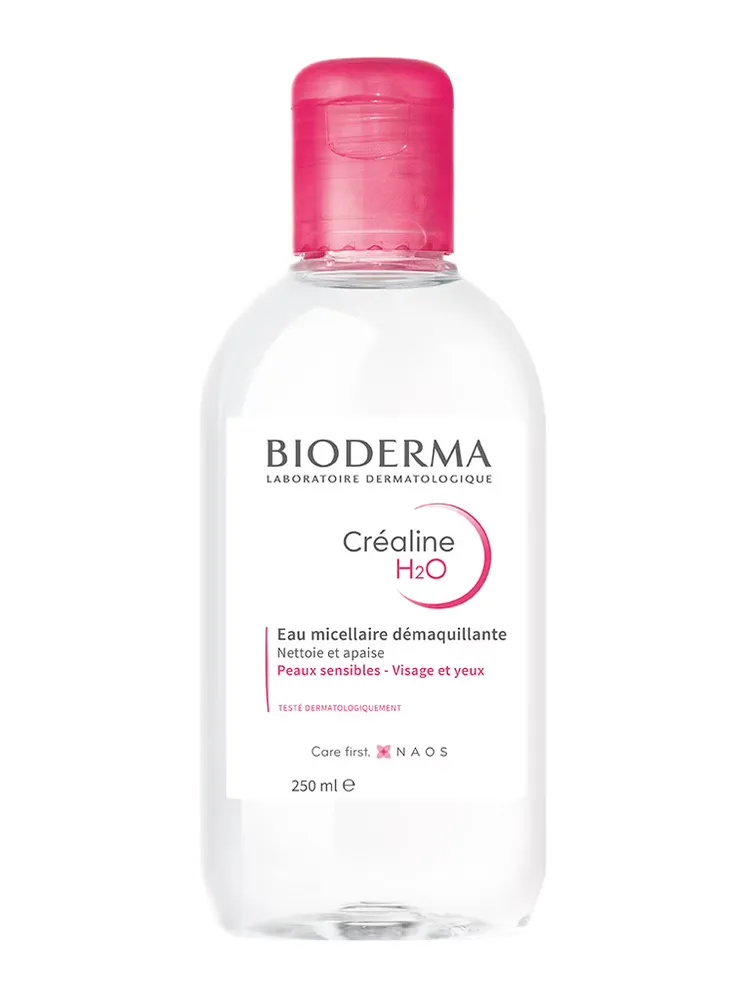 BIODERMA
LABORATOIRE DERMATOLOGIQUE
Créaline
H2O
Eau micellaire démaquillante
Nettoie et apaise
Peaux sensibles - Visage et yeux
TESTÉ DERMATOLOGIQUEMENT
Care first. NAOS
250 ml ℮